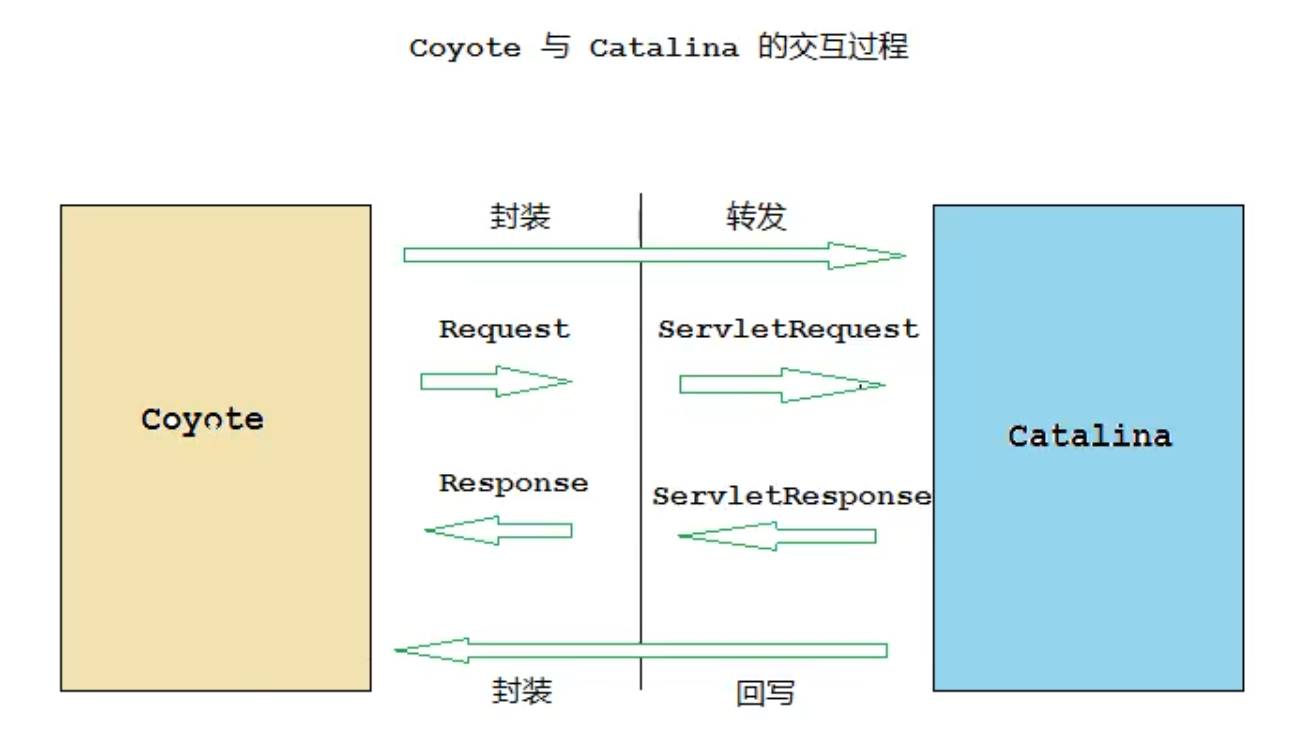 Coyote 与 Catalina 的交互过程
封装 转发
Request ServletRequest
Coyote
Catalina
Response ServletResponse
封装 回写